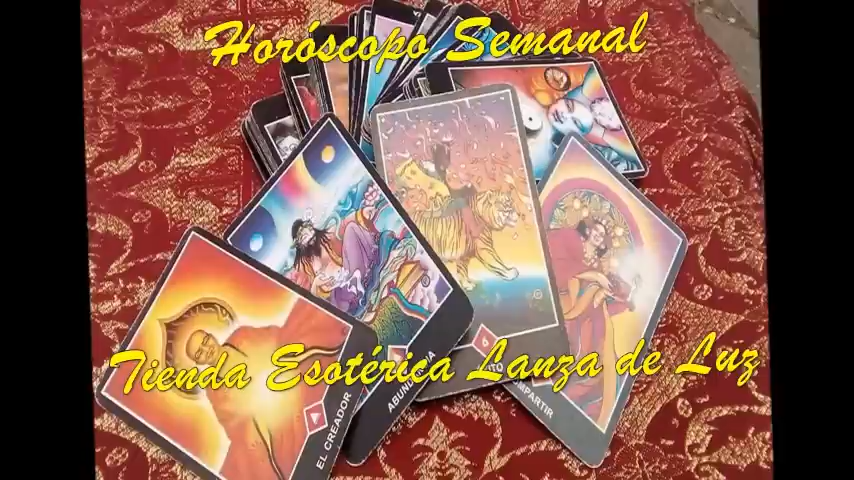 Horóscopo Semanal
Tienda Esotérica Lanza de Luz
EL CREADOR
ABUNDANCIA
COMPARTIR